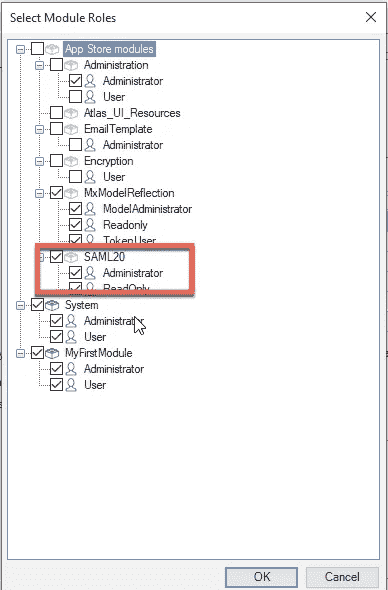 Select Module Roles
App Store modules
Administration
Administrator
User
Atlas_UI_Resources
EmailTemplate
Administrator
Encryption
User
MxModelReflection
ModelAdministrator
Readonly
TokenUser
SAML20
Administrator
ReadOnly
System
Administrator
User
MyFirstModule
Administrator
User
OK Cancel